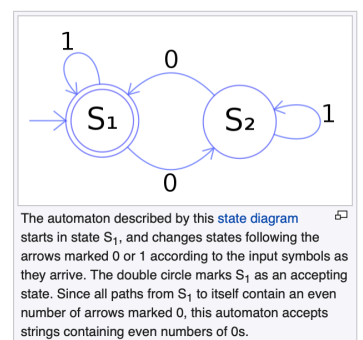 1
0
S1
S2
1
0
The automaton described by this state diagram
starts in state S1, and changes states following the
arrows marked 0 or 1 according to the input symbols as
they arrive. The double circle marks S1 as an accepting
state. Since all paths from S1 to itself contain an even
number of arrows marked 0, this automaton accepts
strings containing even numbers of 0s.